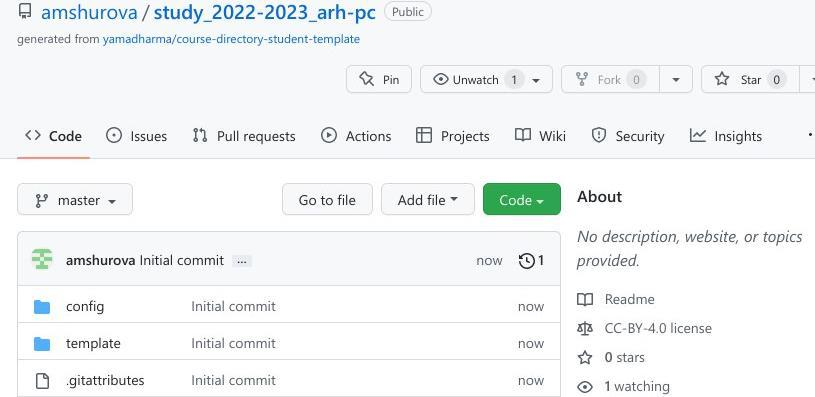 amshurova / study_2022-2023_arh-pc Public
generated from yamadharma/course-directory-student-template
Pin Unwatch 1 Fork 0 Star 0
Code Issues Pull requests Actions Projects Wiki Security Insights
master Go to file Add file Code
About
No description, website, or topics
provided.
amshurova Initial commit ... now 1
config Initial commit now
template Initial commit now
.gitattributes Initial commit now
Readme
CC-BY-4.0 license
0 stars
1 watching